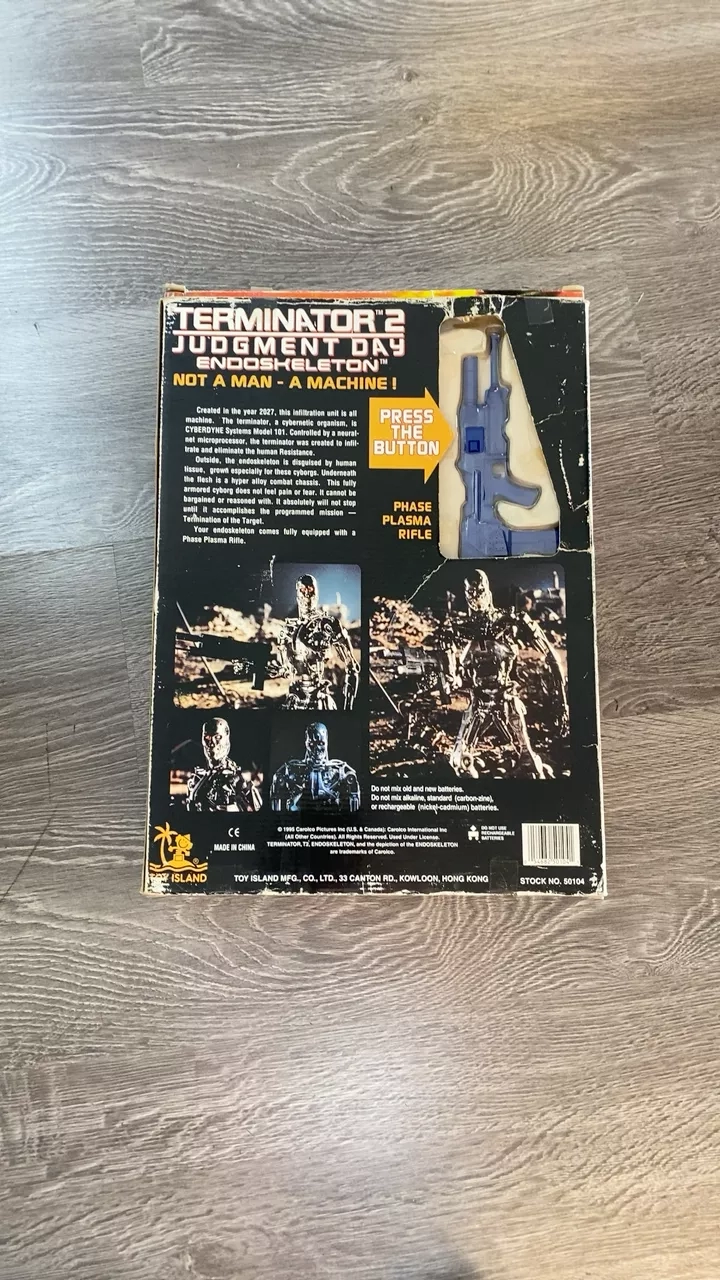 TERMINATOR™ 2
JUDGMENT DAY
ENDOSKELETON™
NOT A MAN - A MACHINE !
Created in the year 2027, this infiltration unit is all
machine. The terminator, a cybernetic organism, is
CYBERDYNE Systems Model 101. Controlled by a neural-
net microprocessor, the terminator was created to infil-
trate and eliminate the human Resistance.
Outside, the endoskeleton is disguised by human
tissue, grown especially for these cyborgs. Underneath
the flesh is a hyper alloy combat chassis. This fully
armored cyborg does not feel pain or fear. It cannot be
bargained or reasoned with. It absolutely will not stop
until it accomplishes the programmed mission —
Termination of the Target.
Your endoskeleton comes fully equipped with a
Phase Plasma Rifle.
PRESS
THE
BUTTON
PHASE
PLASMA
RIFLE
Do not mix old and new batteries.
Do not mix alkaline, standard (carbon-zine),
or rechargeable (nickel-cadmium) batteries.
CE
MADE IN CHINA
© 1995 Carolco Pictures Inc (U.S. & Canada): Carolco International Inc
(All Other Countries). All Rights Reserved. Used Under License.
TERMINATOR, T2, ENDOSKELETON, and the depiction of the ENDOSKELETON
are trademarks of Carolco.
DO NOT USE
RECHARGEABLE
BATTERIES
®
TOY ISLAND
TOY ISLAND MFG., CO., LTD., 33 CANTON RD., KOWLOON, HONG KONG
STOCK NO. 50104